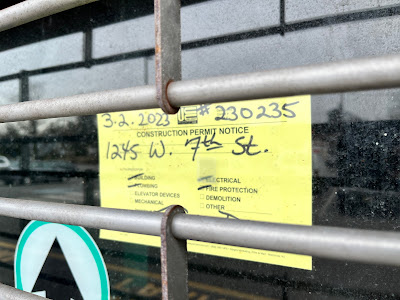 3.2.2023 E# 230235
CONSTRUCTION PERMIT NOTICE
1245 W. 7th St.
BUILDING ELECTRICAL
PLUMBING FIRE PROTECTION
ELEVATOR DEVICES DEMOLITION
MECHANICAL OTHER